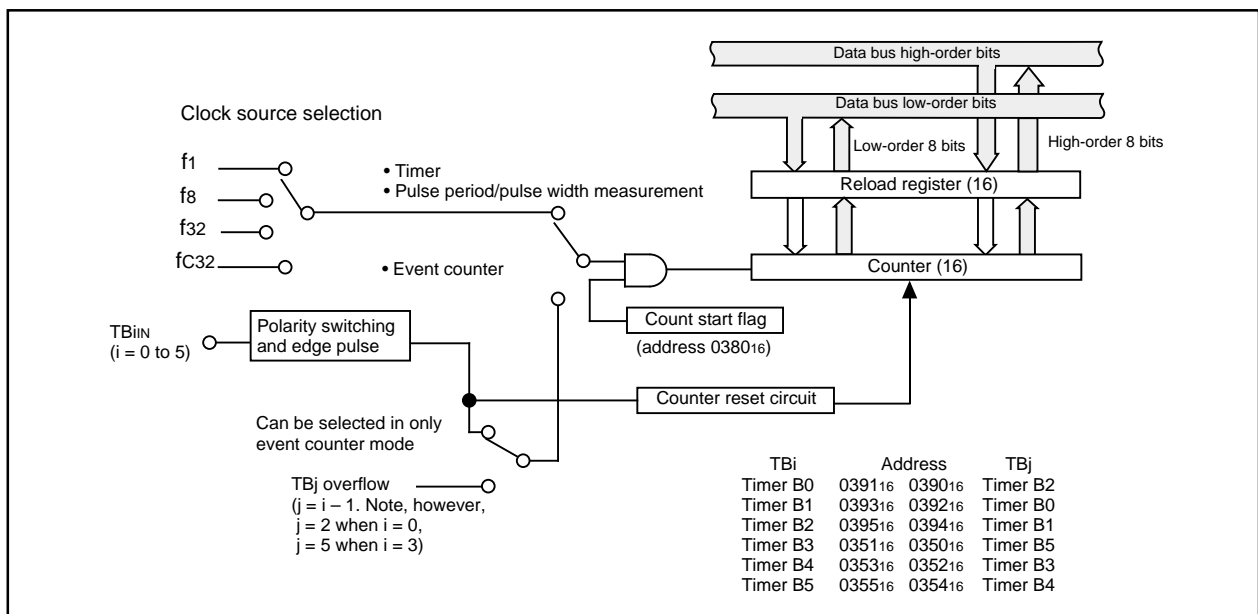 Data bus high-order bits
Data bus low-order bits
Clock source selection
Low-order 8 bits
High-order 8 bits
f1
• Timer
• Pulse period/pulse width measurement
Reload register (16)
f8
f32
fC32
• Event counter
Counter (16)
Count start flag
(address 038016)
TBiIN
(i = 0 to 5)
Polarity switching
and edge pulse
Counter reset circuit
Can be selected in only
event counter mode
TBj overflow
(j = i – 1. Note, however,
j = 2 when i = 0,
j = 5 when i = 3)
TBi Address TBj
Timer B0 039116 039016 Timer B2
Timer B1 039316 039216 Timer B0
Timer B2 039516 039416 Timer B1
Timer B3 035116 035016 Timer B5
Timer B4 035316 035216 Timer B3
Timer B5 035516 035416 Timer B4